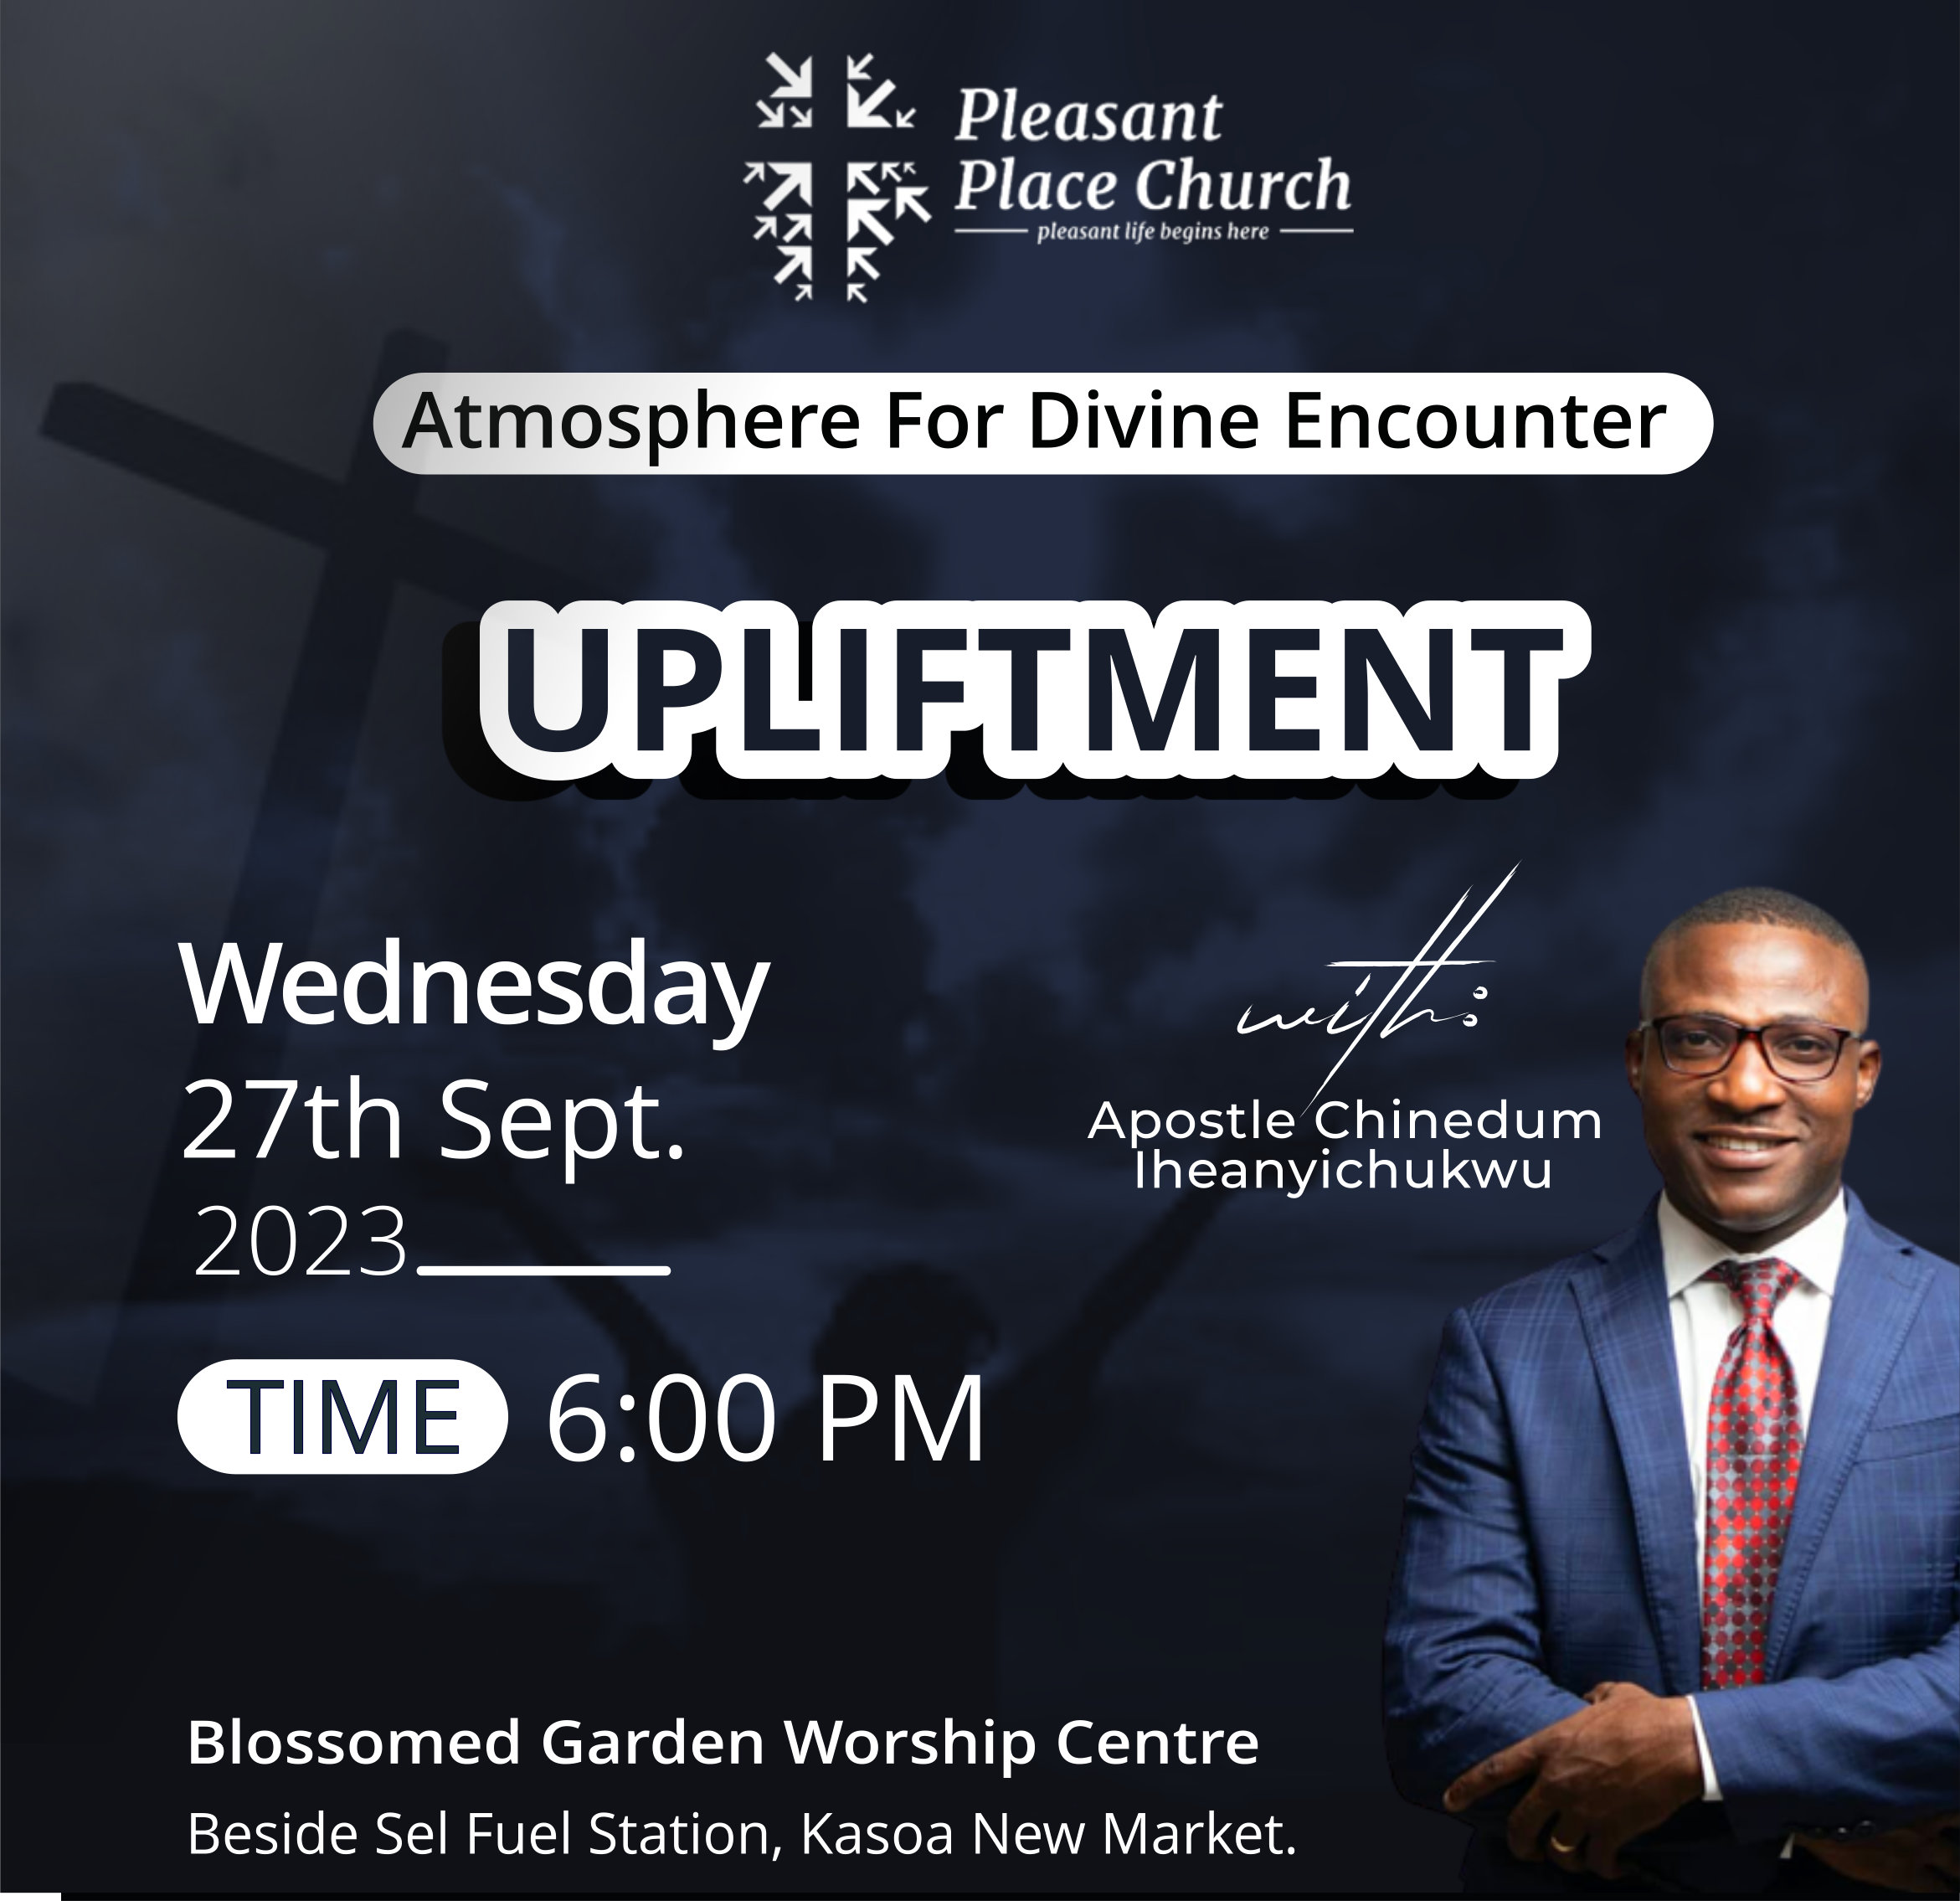 Pleasant
Place Church
pleasant life begins here
Atmosphere For Divine Encounter
UPLIFTMENT
with:
Apostle Chinedum
Iheanyichukwu
Wednesday
27th Sept.
2023
TIME 6:00 PM
Blossomed Garden Worship Centre
Beside Sel Fuel Station, Kasoa New Market.